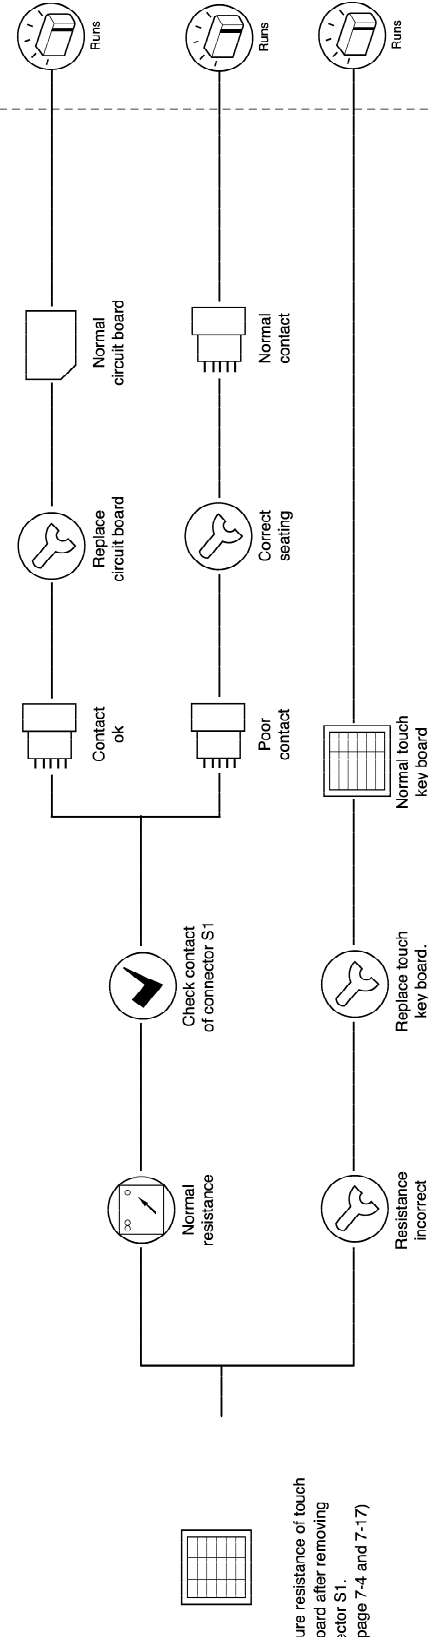 ure resistance of touch
oard after removing
ector S1.
page 7-4 and 7-17)
Normal
resistance
Check contact
of connector S1
Contact
ok
Replace
circuit board
Normal
circuit board
Runs
Poor
contact
Correct
seating
Normal
contact
Runs
Resistance
incorrect
Replace touch
key board.
Normal touch
key board
Runs